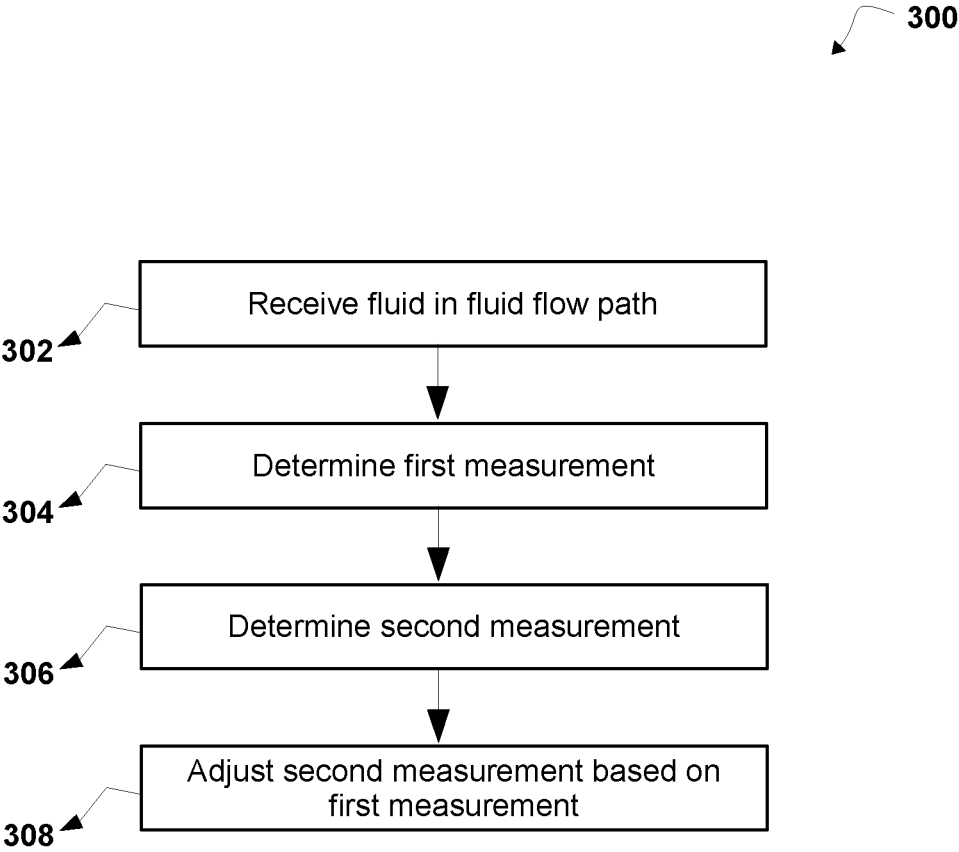 300
Receive fluid in fluid flow path
302
Determine first measurement
304
Determine second measurement
306
Adjust second measurement based on
first measurement
308